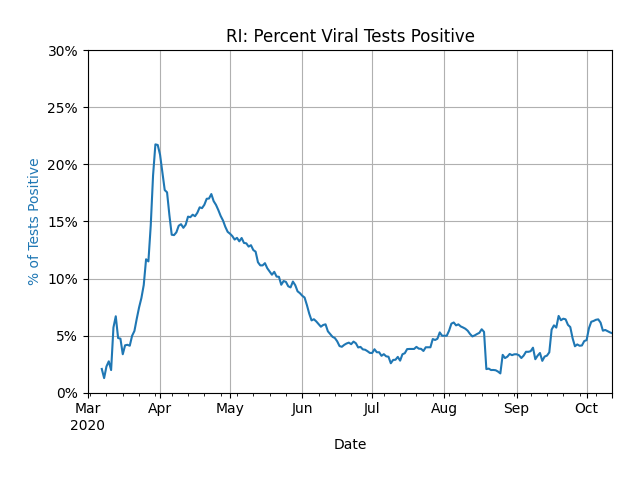 RI: Percent Viral Tests Positive
30%
25%
20%
15%
10%
5%
0%
% of Tests Positive
Mar Apr May Jun Jul Aug Sep Oct
2020
Date